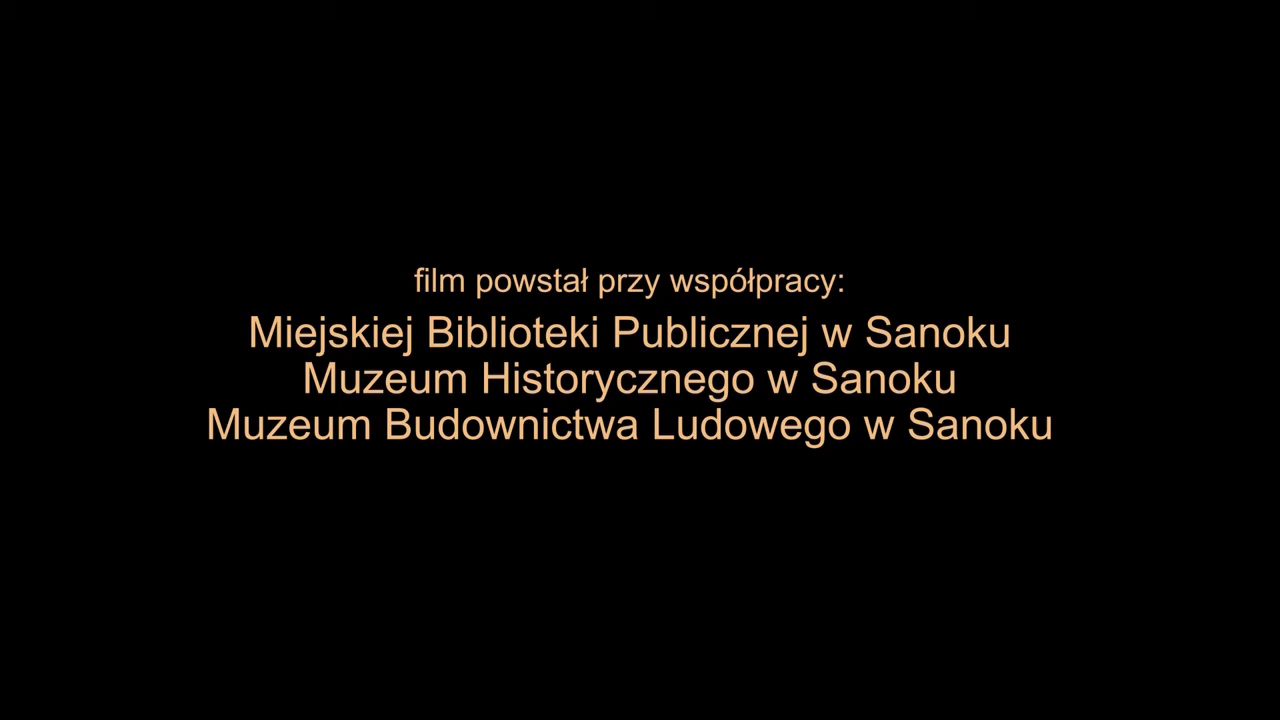 film powstał przy współpracy:
Miejskiej Biblioteki Publicznej w Sanoku
Muzeum Historycznego w Sanoku
Muzeum Budownictwa Ludowego w Sanoku